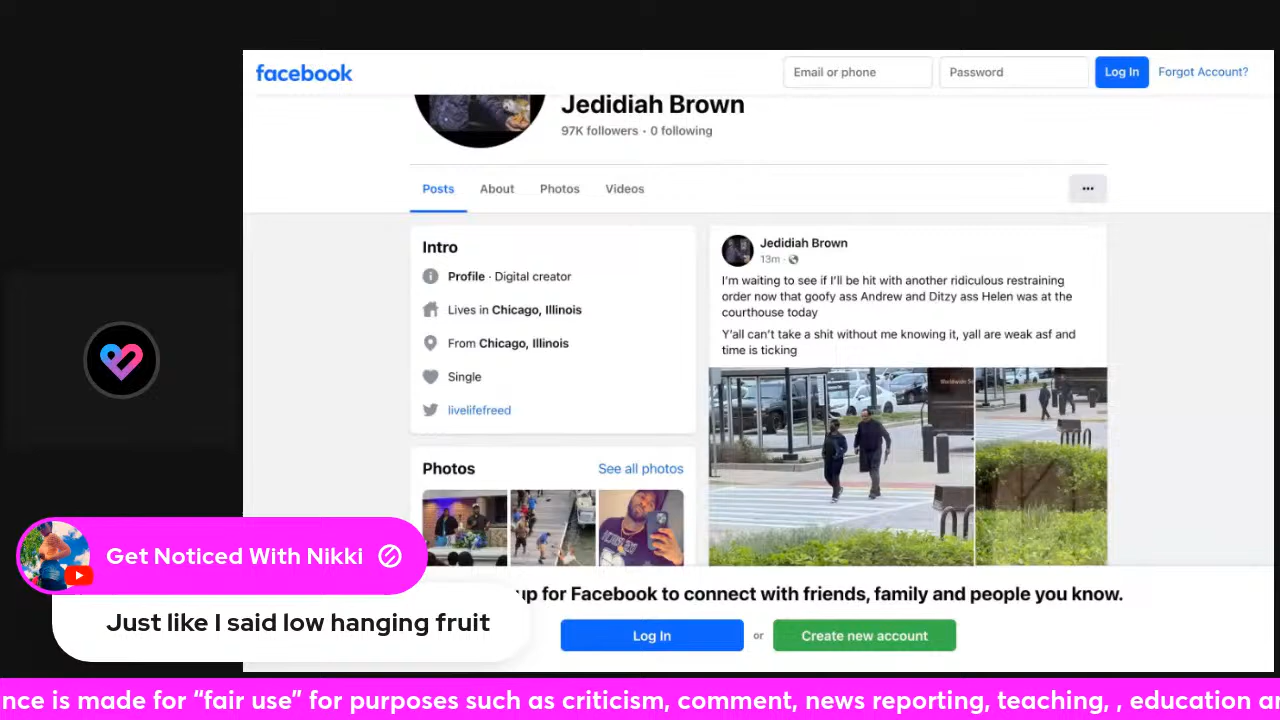 facebook
Email or phone
Password
Log In
Forgot Account?
Jedidiah Brown
97K followers • 0 following
Posts
About
Photos
Videos
Intro
Profile · Digital creator
Lives in Chicago, Illinois
From Chicago, Illinois
Single
livelifefreed
Photos
See all photos
Jedidiah Brown
13m
I'm waiting to see if I'll be hit with another ridiculous restraining
order now that goofy ass Andrew and Ditzy ass Helen was at the
courthouse today
Y'all can't take a shit without me knowing it, yall are weak asf and
time is ticking
Get Noticed With Nikki
Just like I said low hanging fruit
up for Facebook to connect with friends, family and people you know.
Log In
or
Create new account
nce is made for “fair use” for purposes such as criticism, comment, news reporting, teaching, , education a